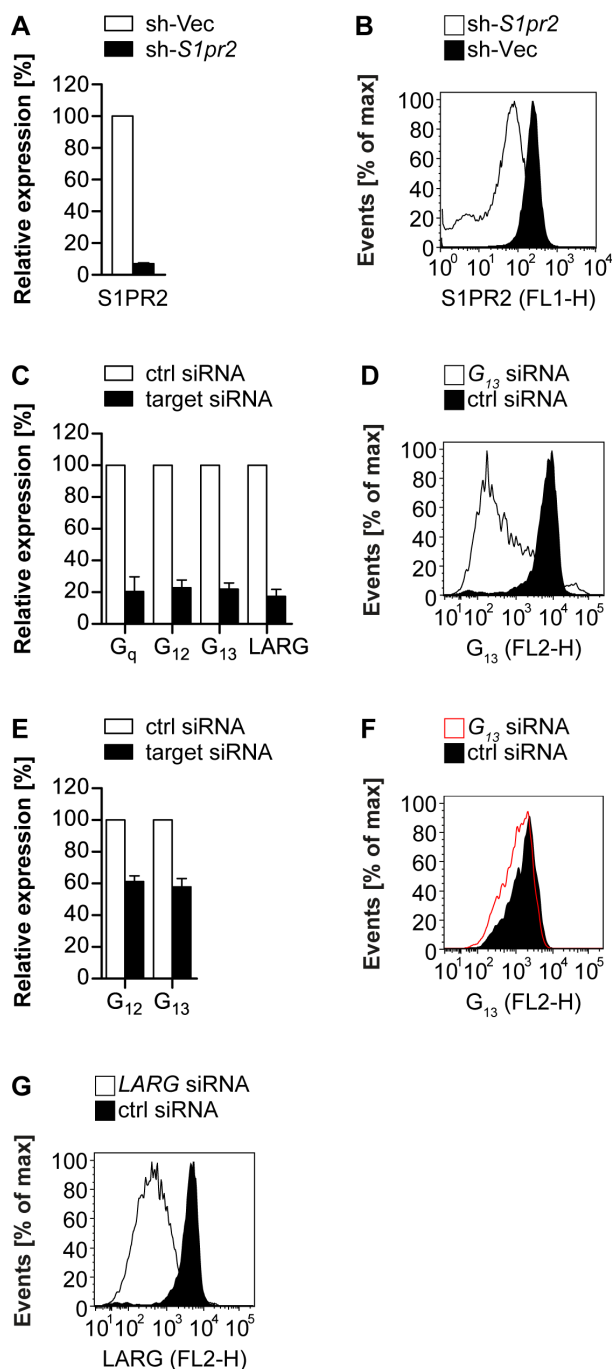 A
sh-Vec
sh-S1pr2
Relative expression [%]
120
100
80
60
40
20
0
S1PR2
B
sh-S1pr2
sh-Vec
Events [% of max]
100
80
60
40
20
0
10⁰ 10¹ 10² 10³ 10⁴
S1PR2 (FL1-H)
C
ctrl siRNA
target siRNA
Relative expression [%]
120
100
80
60
40
20
0
Gq G₁₂ G₁₃ LARG
D
G₁₃ siRNA
ctrl siRNA
Events [% of max]
100
80
60
40
20
0
10¹ 10² 10³ 10⁴ 10⁵
G₁₃ (FL2-H)
E
ctrl siRNA
target siRNA
Relative expression [%]
120
100
80
60
40
20
0
G₁₂ G₁₃
F
G₁₃ siRNA
ctrl siRNA
Events [% of max]
100
80
60
40
20
0
10¹ 10² 10³ 10⁴ 10⁵
G₁₃ (FL2-H)
G
LARG siRNA
ctrl siRNA
Events [% of max]
100
80
60
40
20
0
10¹ 10² 10³ 10⁴ 10⁵
LARG (FL2-H)